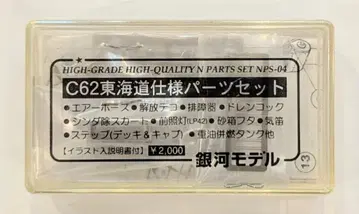 HIGH-GRADE HIGH-QUALITY N PARTS SET NPS-04
C62東海道仕様パーツセット
●エアーホース●解放テコ●排障器●ドレンコック
●シンダ除スカート●前照灯(LP42)●砂箱フタ●気笛
●ステップ(デッキ&キャブ)●重油併燃タンク他
【イラスト入説明書付】¥2,000
銀河モデル
13